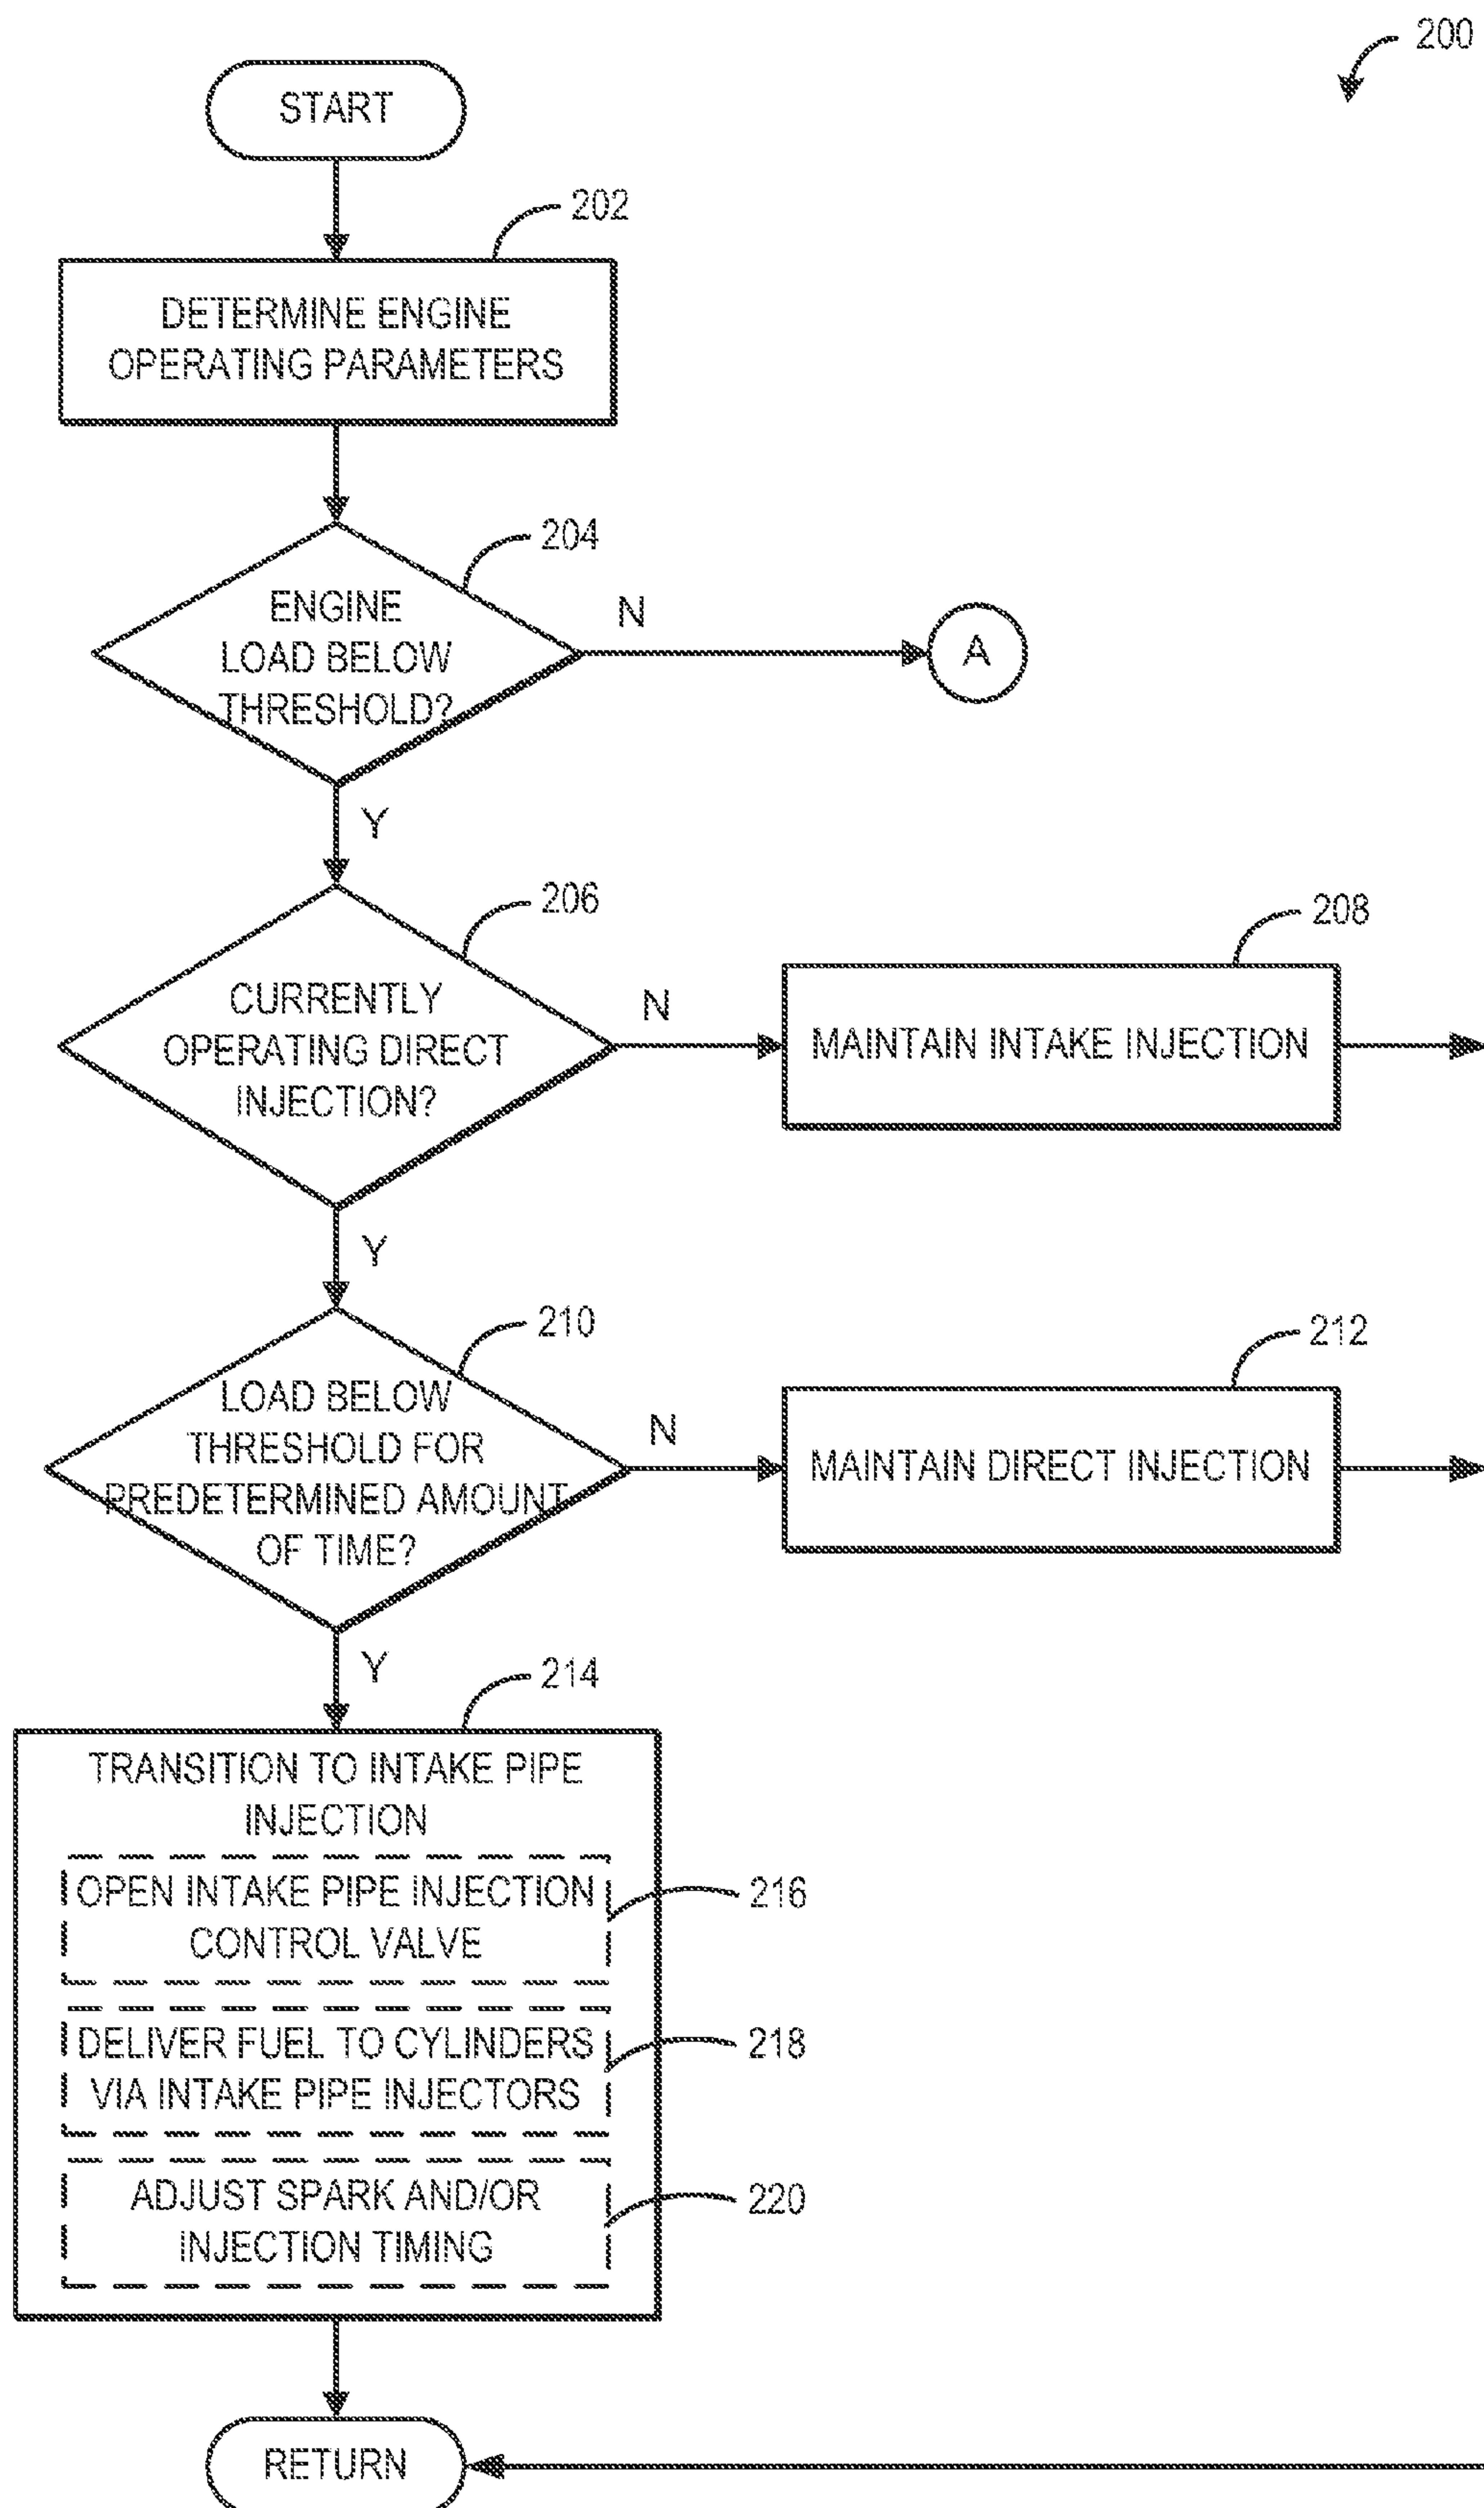 200
START
202
DETERMINE ENGINE
OPERATING PARAMETERS
204
ENGINE
LOAD BELOW
THRESHOLD?
N
A
Y
206
CURRENTLY
OPERATING DIRECT
INJECTION?
N
208
MAINTAIN INTAKE INJECTION
Y
210
LOAD BELOW
THRESHOLD FOR
PREDETERMINED AMOUNT
OF TIME?
N
212
MAINTAIN DIRECT INJECTION
Y
214
TRANSITION TO INTAKE PIPE
INJECTION
OPEN INTAKE PIPE INJECTION
CONTROL VALVE
216
DELIVER FUEL TO CYLINDERS
VIA INTAKE PIPE INJECTORS
218
ADJUST SPARK AND/OR
INJECTION TIMING
220
RETURN